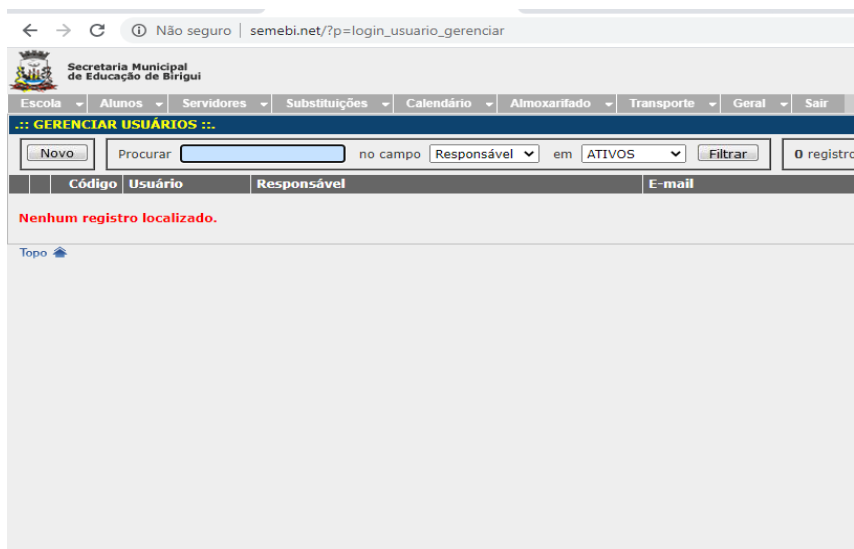 Não seguro | semebi.net/?p=login_usuario_gerenciar
Secretaria Municipal
de Educação de Birigui
Escola Alunos Servidores Substituições Calendário Almoxarifado Transporte Geral Sair
.:: GERENCIAR USUÁRIOS ::.
Novo Procurar no campo Responsável em ATIVOS Filtrar 0 registro
Código Usuário Responsável E-mail
Nenhum registro localizado.
Topo